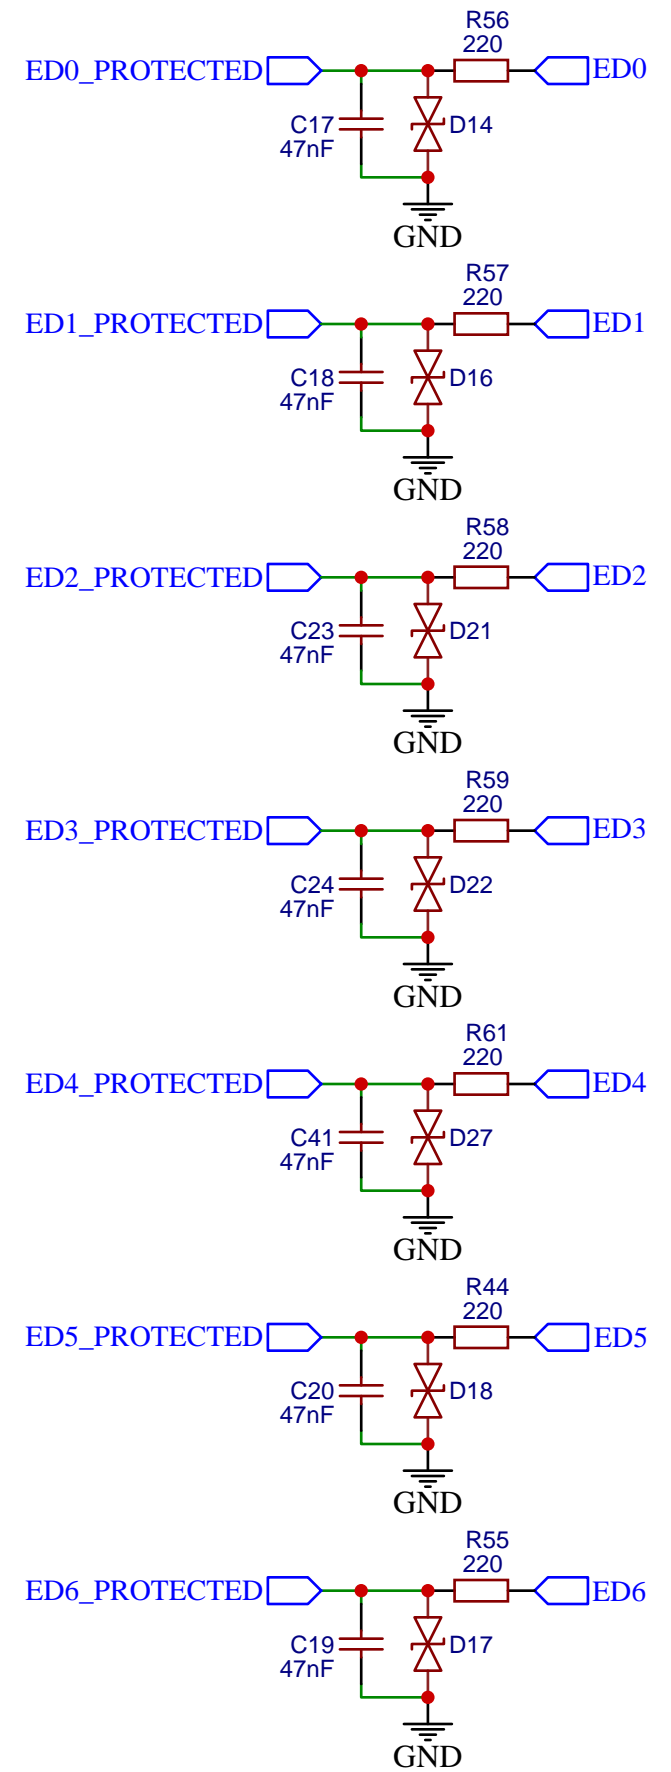 R56
220
ED0_PROTECTED
ED0
C17
47nF
D14
GND
R57
220
ED1_PROTECTED
ED1
C18
47nF
D16
GND
R58
220
ED2_PROTECTED
ED2
C23
47nF
D21
GND
R59
220
ED3_PROTECTED
ED3
C24
47nF
D22
GND
R61
220
ED4_PROTECTED
ED4
C41
47nF
D27
GND
R44
220
ED5_PROTECTED
ED5
C20
47nF
D18
GND
R55
220
ED6_PROTECTED
ED6
C19
47nF
D17
GND